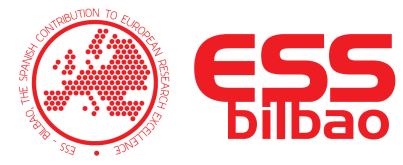 ESS - BILBAO, THE SPANISH CONTRIBUTION TO EUROPEAN RESEARCH EXCELLENCE
ESS
bilbao